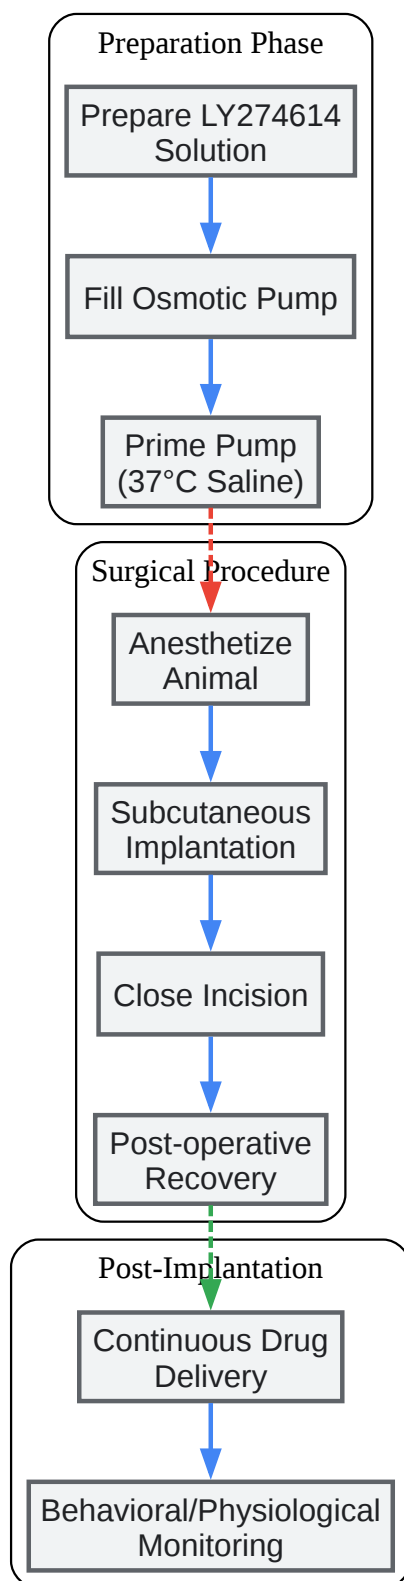 Preparation Phase
Prepare LY274614
Solution
Fill Osmotic Pump
Prime Pump
(37°C Saline)
Surgical Procedure
Anesthetize
Animal
Subcutaneous
Implantation
Close Incision
Post-operative
Recovery
Post-Implantation
Continuous Drug
Delivery
Behavioral/Physiological
Monitoring